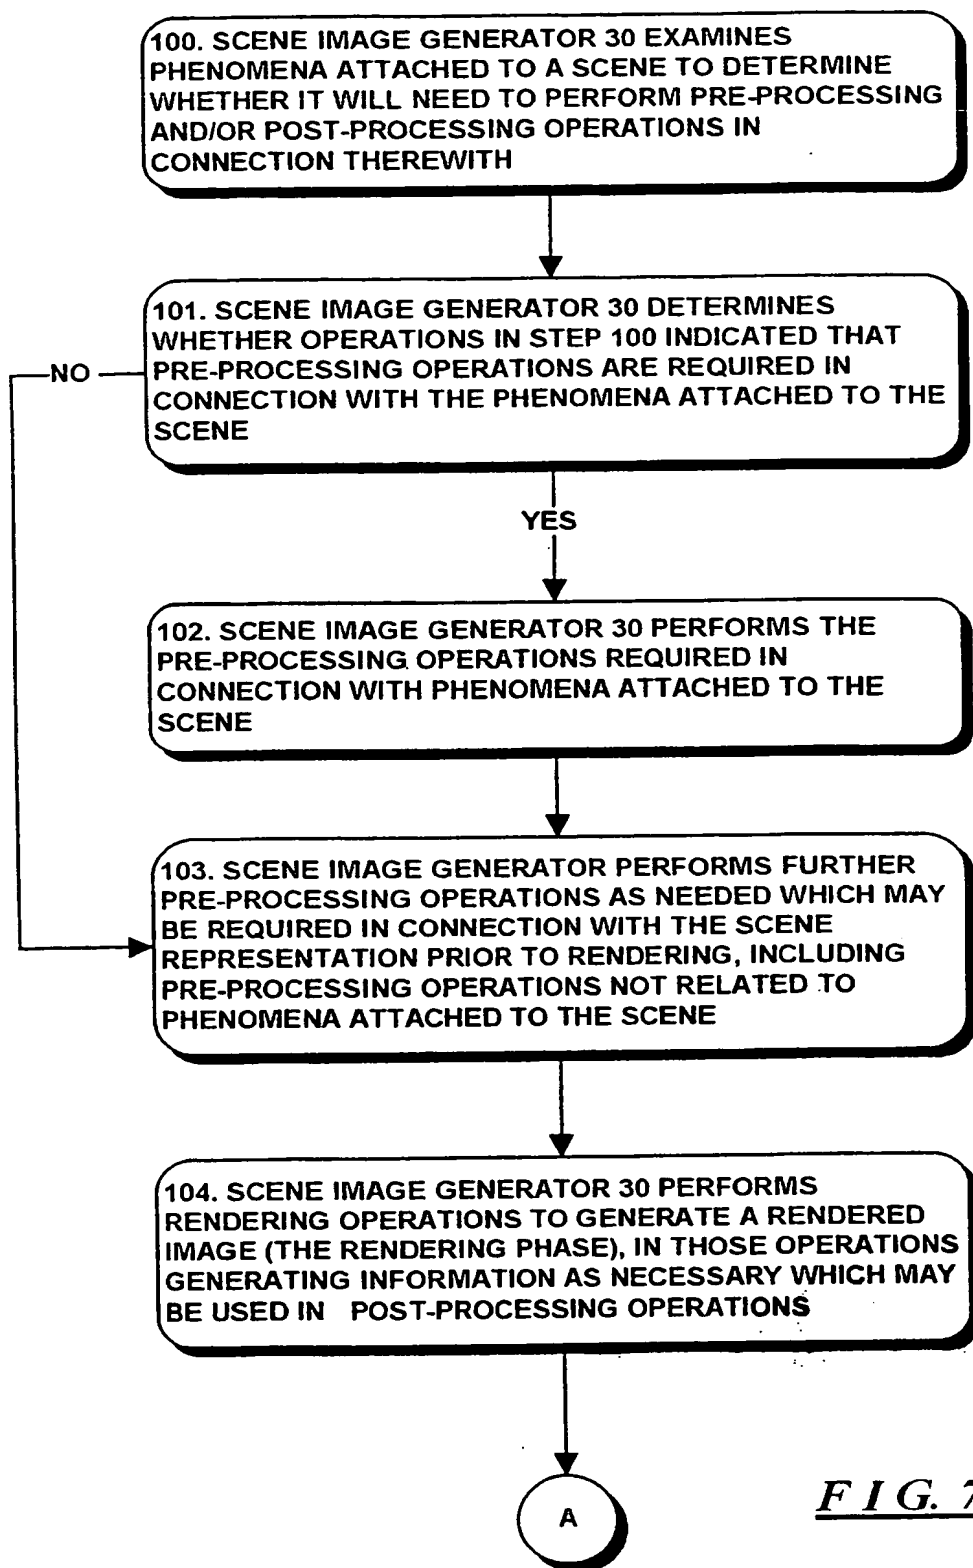 100. SCENE IMAGE GENERATOR 30 EXAMINES
PHENOMENA ATTACHED TO A SCENE TO DETERMINE
WHETHER IT WILL NEED TO PERFORM PRE-PROCESSING
AND/OR POST-PROCESSING OPERATIONS IN
CONNECTION THEREWITH
101. SCENE IMAGE GENERATOR 30 DETERMINES
WHETHER OPERATIONS IN STEP 100 INDICATED THAT
PRE-PROCESSING OPERATIONS ARE REQUIRED IN
CONNECTION WITH THE PHENOMENA ATTACHED TO THE
SCENE
NO
YES
102. SCENE IMAGE GENERATOR 30 PERFORMS THE
PRE-PROCESSING OPERATIONS REQUIRED IN
CONNECTION WITH PHENOMENA ATTACHED TO THE
SCENE
103. SCENE IMAGE GENERATOR PERFORMS FURTHER
PRE-PROCESSING OPERATIONS AS NEEDED WHICH MAY
BE REQUIRED IN CONNECTION WITH THE SCENE
REPRESENTATION PRIOR TO RENDERING, INCLUDING
PRE-PROCESSING OPERATIONS NOT RELATED TO
PHENOMENA ATTACHED TO THE SCENE
104. SCENE IMAGE GENERATOR 30 PERFORMS
RENDERING OPERATIONS TO GENERATE A RENDERED
IMAGE (THE RENDERING PHASE), IN THOSE OPERATIONS
GENERATING INFORMATION AS NECESSARY WHICH MAY
BE USED IN POST-PROCESSING OPERATIONS
A
FIG. 7